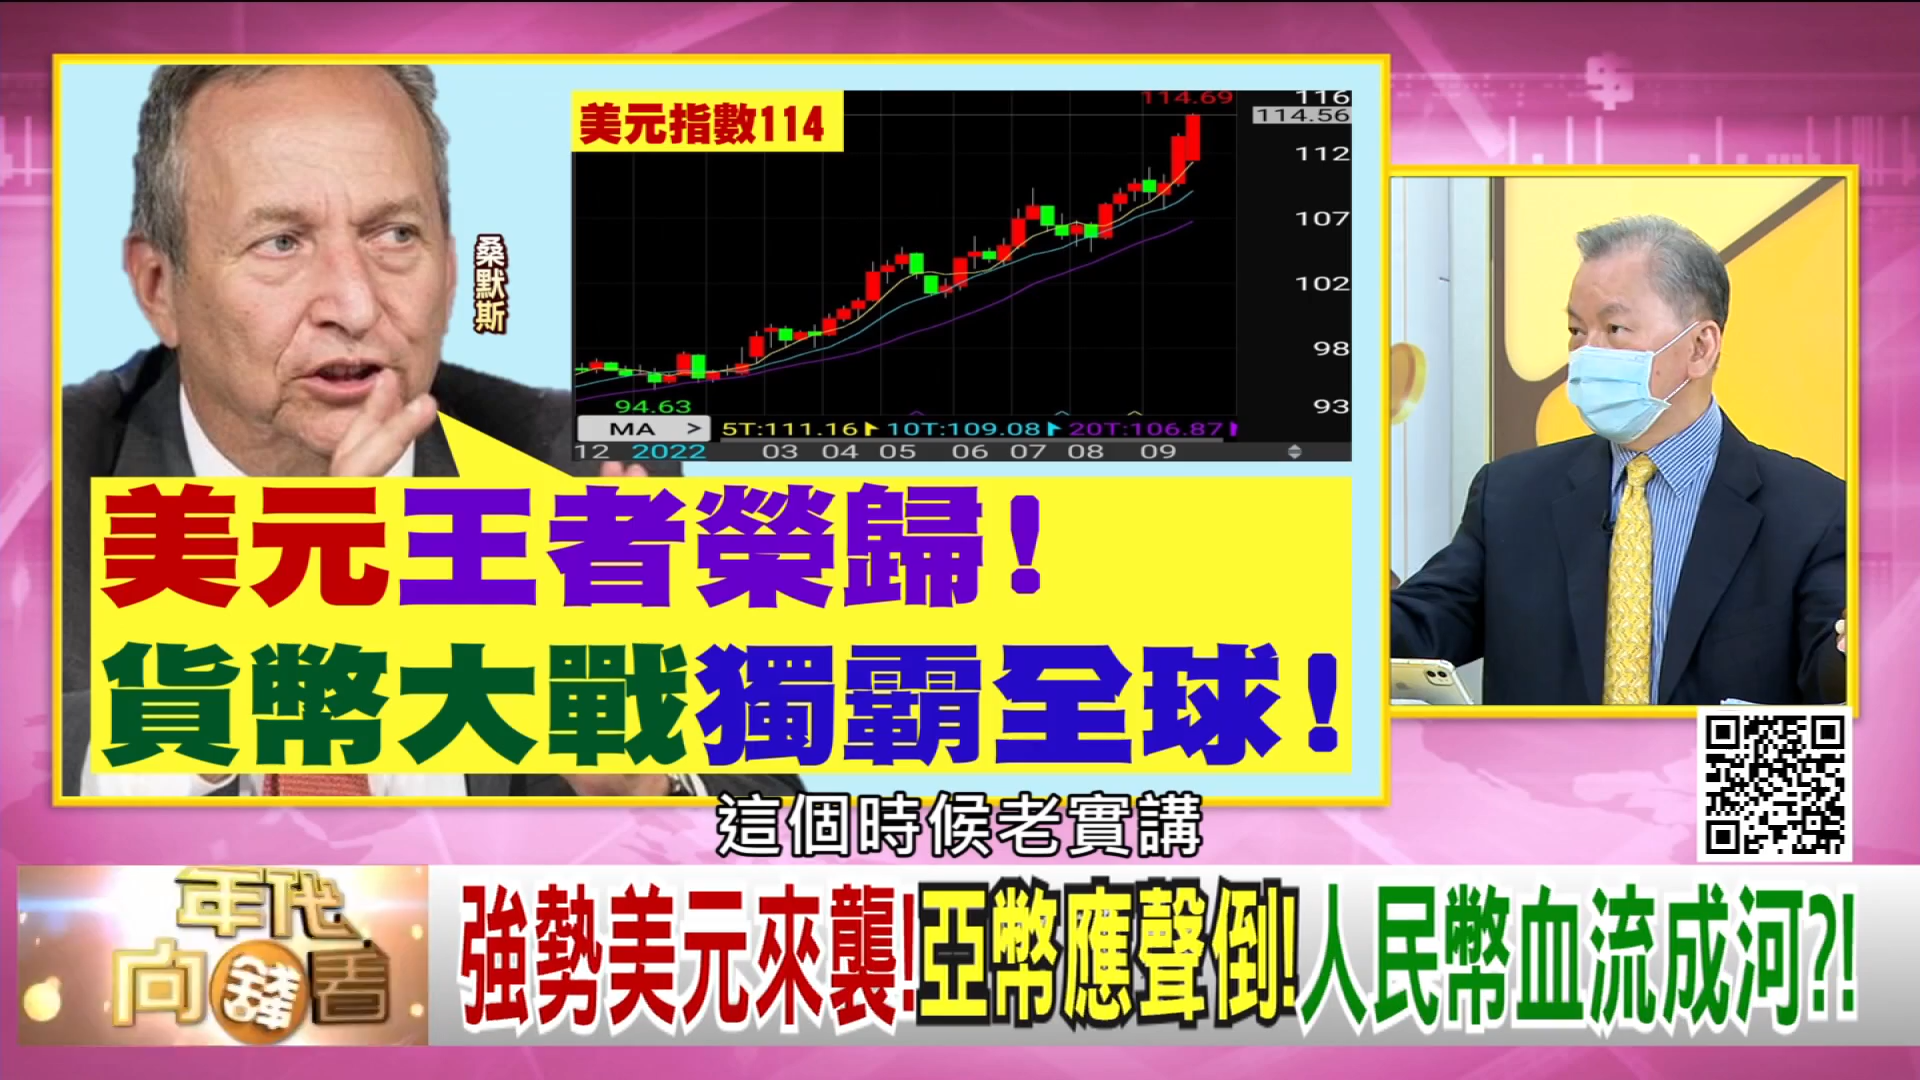 美元指數114
114.69
116
114.56
112
107
102
98
93
94.63
MA >
5T:111.16 10T:109.08 20T:106.87
12 2022 03 04 05 06 07 08 09
桑默斯
美元王者榮歸!
貨幣大戰獨霸全球!
這個時候老實講
年代向錢看
強勢美元來襲!亞幣應聲倒!人民幣血流成河?!